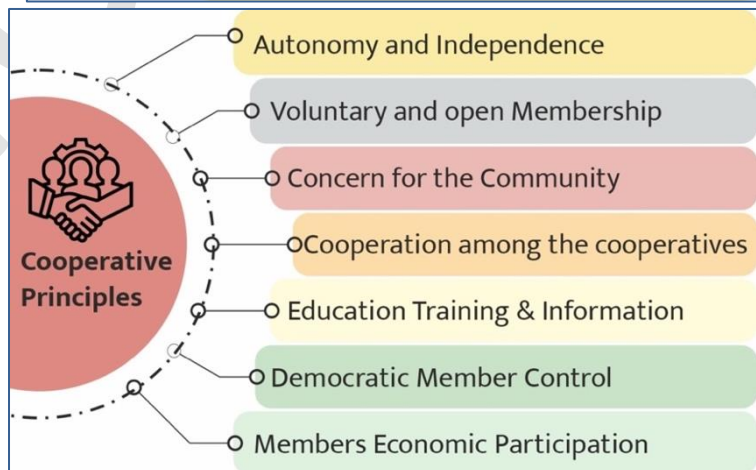 Autonomy and Independence
Voluntary and open Membership
Concern for the Community
Cooperation among the cooperatives
Education Training & Information
Democratic Member Control
Members Economic Participation
Cooperative
Principles